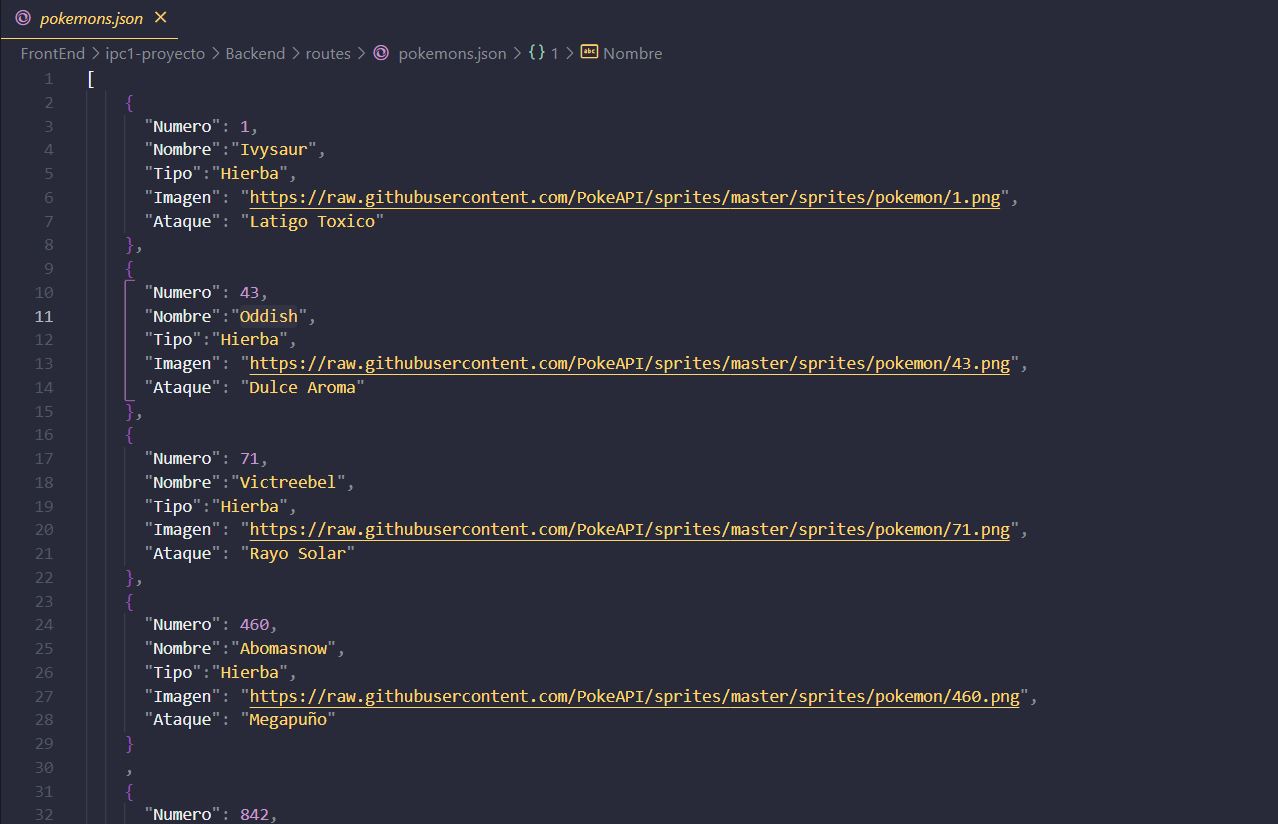 pokemons.json
FrontEnd > ipc1-proyecto > Backend > routes > pokemons.json > {} 1 > abc Nombre
1 [
2 {
3 "Numero": 1,
4 "Nombre":"Ivysaur",
5 "Tipo":"Hierba",
6 "Imagen": "https://raw.githubusercontent.com/PokeAPI/sprites/master/sprites/pokemon/1.png",
7 "Ataque": "Latigo Toxico"
8 },
9 {
10 "Numero": 43,
11 "Nombre":"Oddish",
12 "Tipo":"Hierba",
13 "Imagen": "https://raw.githubusercontent.com/PokeAPI/sprites/master/sprites/pokemon/43.png",
14 "Ataque": "Dulce Aroma"
15 },
16 {
17 "Numero": 71,
18 "Nombre":"Victreebel",
19 "Tipo":"Hierba",
20 "Imagen": "https://raw.githubusercontent.com/PokeAPI/sprites/master/sprites/pokemon/71.png",
21 "Ataque": "Rayo Solar"
22 },
23 {
24 "Numero": 460,
25 "Nombre":"Abomasnow",
26 "Tipo":"Hierba",
27 "Imagen": "https://raw.githubusercontent.com/PokeAPI/sprites/master/sprites/pokemon/460.png",
28 "Ataque": "Megapuño"
29 }
30 ,
31 {
32 "Numero": 842,